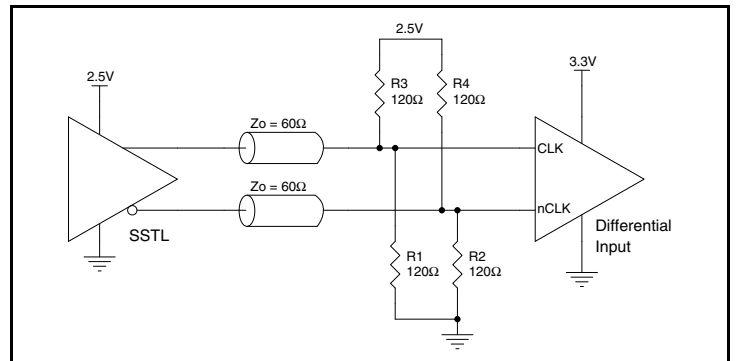 2.5V
2.5V
3.3V
R3
120Ω
R4
120Ω
Zo = 60Ω
CLK
Zo = 60Ω
nCLK
SSTL
Differential
Input
R1
120Ω
R2
120Ω